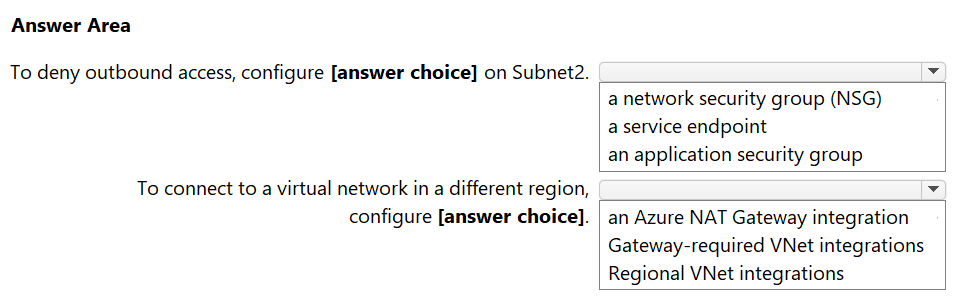 Answer Area
To deny outbound access, configure [answer choice] on Subnet2.
a network security group (NSG)
a service endpoint
an application security group
To connect to a virtual network in a different region,
configure [answer choice].
an Azure NAT Gateway integration
Gateway-required VNet integrations
Regional VNet integrations